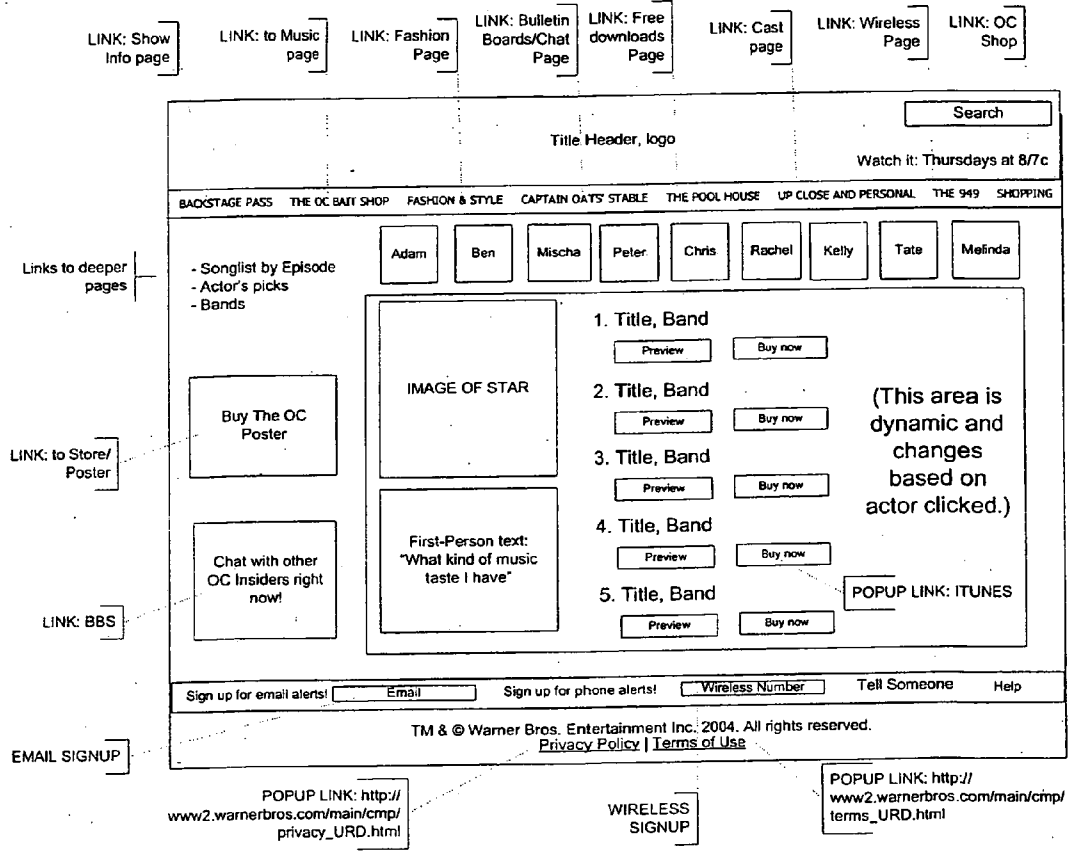 LINK: Show
Info page
LINK: to Music
page
LINK: Fashion
Page
LINK: Bulletin
Boards/Chat
Page
LINK: Free
downloads
Page
LINK: Cast
page
LINK: Wireless
Page
LINK: OC
Shop
Search
Title Header, logo
Watch it: Thursdays at 8/7c
BACKSTAGE PASS THE OC BAIT SHOP FASHION & STYLE CAPTAIN OATS' STABLE THE POOL HOUSE UP CLOSE AND PERSONAL THE 949 SHOPPING
Links to deeper
pages
- Songlist by Episode
- Actor's picks
- Bands
Adam Ben Mischa Peter Chris Rachel Kelly Tate Melinda
IMAGE OF STAR
1. Title, Band
Preview Buy now
2. Title, Band
Preview Buy now
3. Title, Band
Preview Buy now
4. Title, Band
Preview Buy now
5. Title, Band
Preview Buy now
(This area is
dynamic and
changes
based on
actor clicked.)
Buy The OC
Poster
LINK: to Store/
Poster
First-Person text:
"What kind of music
taste I have"
Chat with other
OC Insiders right
now!
POPUP LINK: ITUNES
LINK: BBS
Sign up for email alerts! Email Sign up for phone alerts! Wireless Number Tell Someone Help
TM & © Warner Bros. Entertainment Inc. 2004. All rights reserved.
Privacy Policy | Terms of Use
EMAIL SIGNUP
POPUP LINK: http://
www2.warnerbros.com/main/cmp/
privacy_URD.html
WIRELESS
SIGNUP
POPUP LINK: http://
www2.warnerbros.com/main/cmp/
terms_URD.html